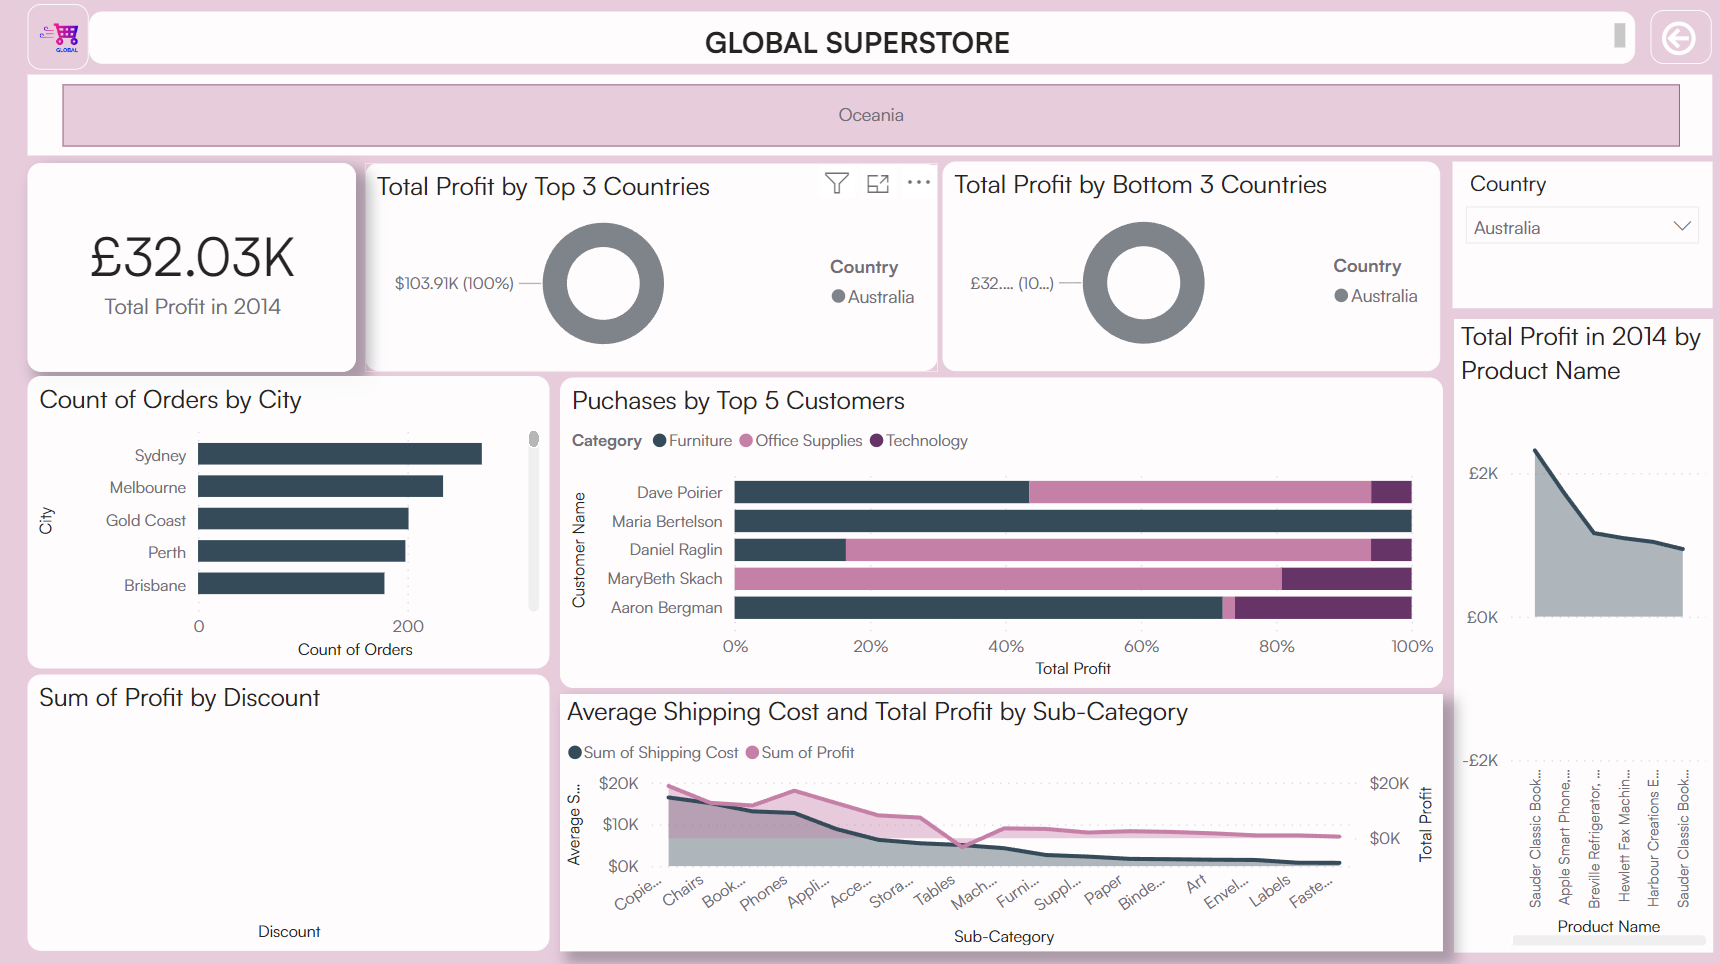 GLOBAL
GLOBAL SUPERSTORE
Oceania
£32.03K
Total Profit in 2014
Total Profit by Top 3 Countries
$103.91K (100%)
Country
Australia
Total Profit by Bottom 3 Countries
£32.... (10...)
Country
Australia
Country
Australia
Count of Orders by City
City
Sydney
Melbourne
Gold Coast
Perth
Brisbane
0 200
Count of Orders
Puchases by Top 5 Customers
Category Furniture Office Supplies Technology
Customer Name
Dave Poirier
Maria Bertelson
Daniel Raglin
MaryBeth Skach
Aaron Bergman
0% 20% 40% 60% 80% 100%
Total Profit
Total Profit in 2014 by
Product Name
£2K
£0K
-£2K
Sauder Classic Book...
Apple Smart Phone,...
Breville Refrigerator, ...
Hewlett Fax Machin...
Harbour Creations E...
Sauder Classic Book...
Product Name
Sum of Profit by Discount
Discount
Average Shipping Cost and Total Profit by Sub-Category
Sum of Shipping Cost Sum of Profit
Average S...
$20K
$10K
$0K
$20K
$0K
Total Profit
Copie...
Chairs
Book...
Phones
Appli...
Acce...
Stora...
Tables
Mach...
Furni...
Suppl...
Paper
Binde...
Art
Envel...
Labels
Faste...
Sub-Category